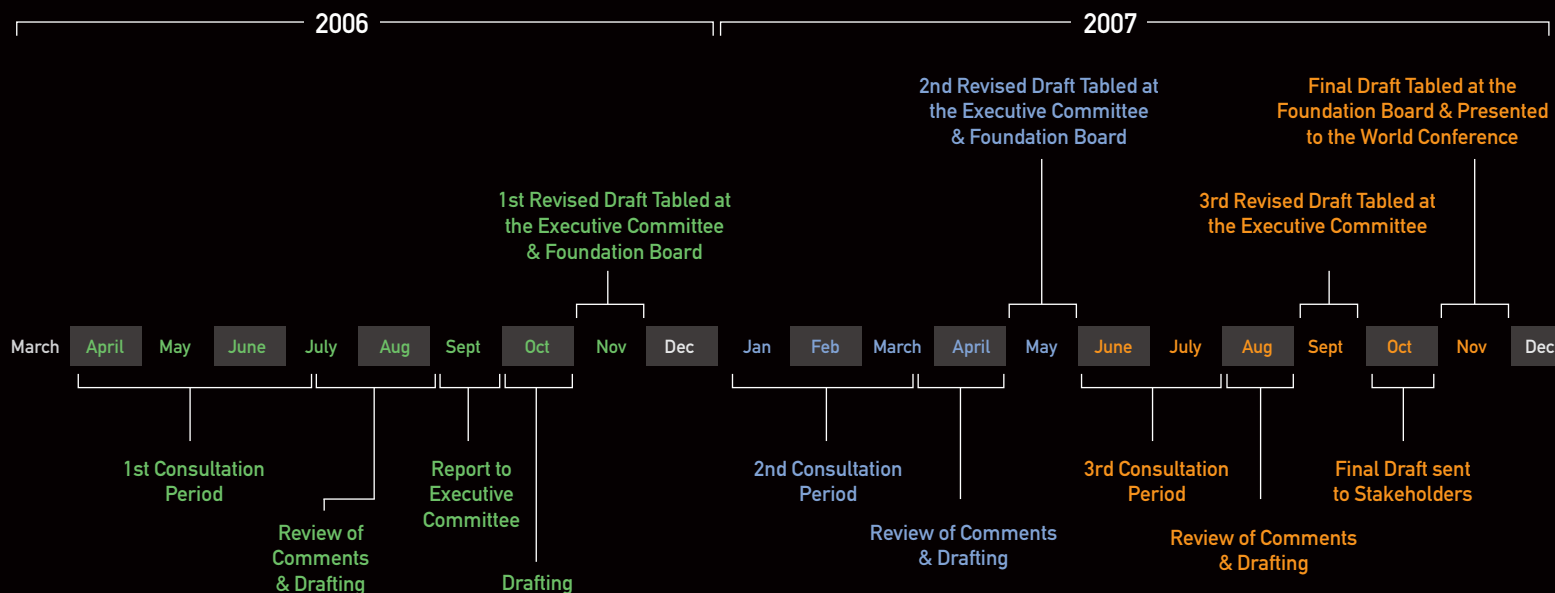 2006
2007
2nd Revised Draft Tabled at
the Executive Committee
& Foundation Board
Final Draft Tabled at the
Foundation Board & Presented
to the World Conference
1st Revised Draft Tabled at
the Executive Committee
& Foundation Board
3rd Revised Draft Tabled at
the Executive Committee
March April May June July Aug Sept Oct Nov Dec Jan Feb March April May June July Aug Sept Oct Nov Dec
1st Consultation
Period
Review of
Comments
& Drafting
Report to
Executive
Committee
Drafting
2nd Consultation
Period
Review of Comments
& Drafting
3rd Consultation
Period
Review of Comments
& Drafting
Final Draft sent
to Stakeholders